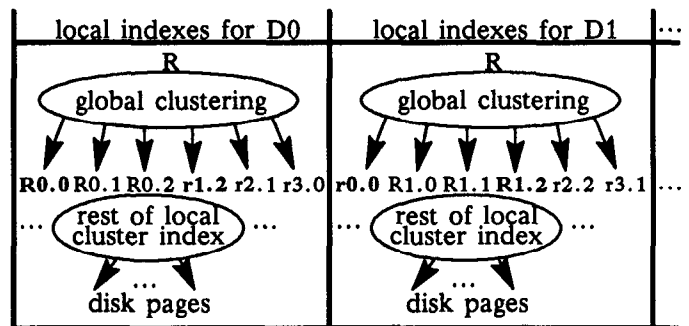 local indexes for D0 local indexes for D1 ...
R R
global clustering global clustering
R0.0 R0.1 R0.2 r1.2 r2.1 r3.0 r0.0 R1.0 R1.1 R1.2 r2.2 r3.1 ...
... rest of local ... ... rest of local ...
cluster index cluster index
... ...
disk pages disk pages